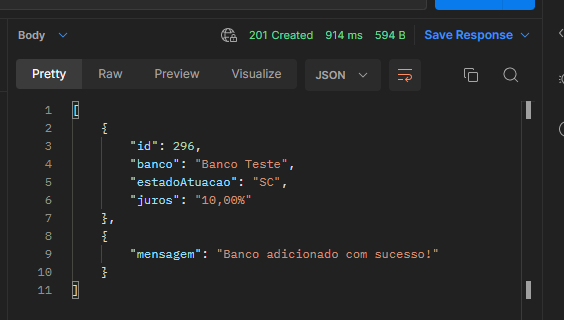 Body 201 Created 914 ms 594 B Save Response
Pretty Raw Preview Visualize JSON
1 [
2 {
3 "id": 296,
4 "banco": "Banco Teste",
5 "estadoAtuacao": "SC",
6 "juros": "10,00%"
7 },
8 {
9 "mensagem": "Banco adicionado com sucesso!"
10 }
11 ]